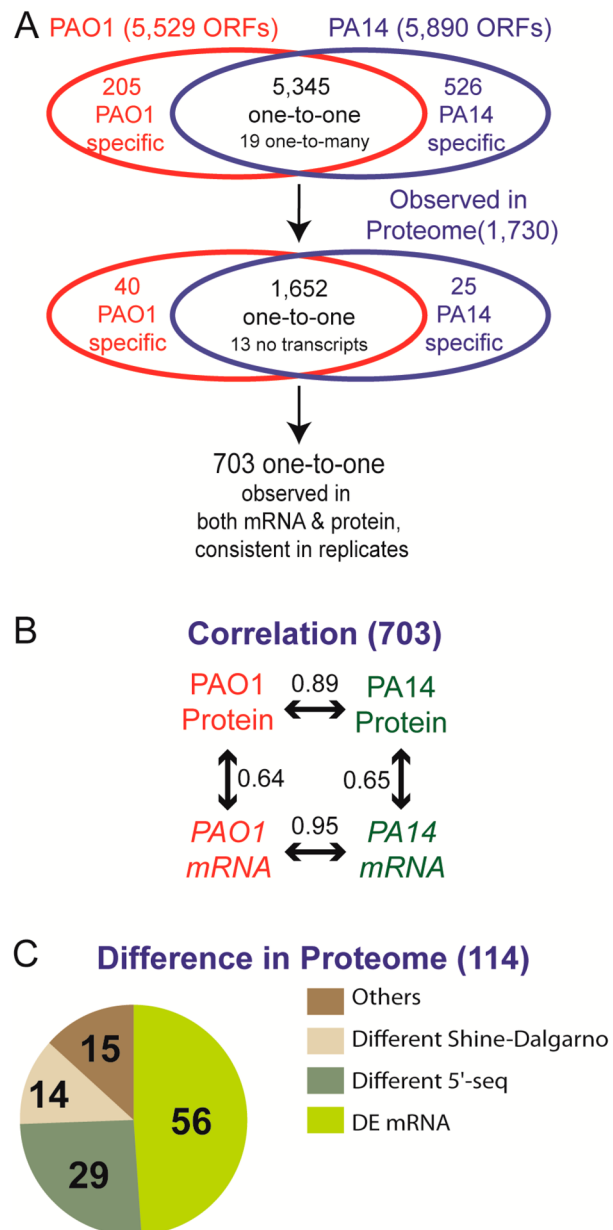 A
PAO1 (5,529 ORFs)
PA14 (5,890 ORFs)
205
PAO1
specific
5,345
one-to-one
19 one-to-many
526
PA14
specific
Observed in
Proteome(1,730)
40
PAO1
specific
1,652
one-to-one
13 no transcripts
25
PA14
specific
703 one-to-one
observed in
both mRNA & protein,
consistent in replicates
B
Correlation (703)
PAO1
Protein
0.89
PA14
Protein
0.64
0.65
PAO1
mRNA
0.95
PA14
mRNA
C
Difference in Proteome (114)
15
14
29
56
Others
Different Shine-Dalgarno
Different 5'-seq
DE mRNA